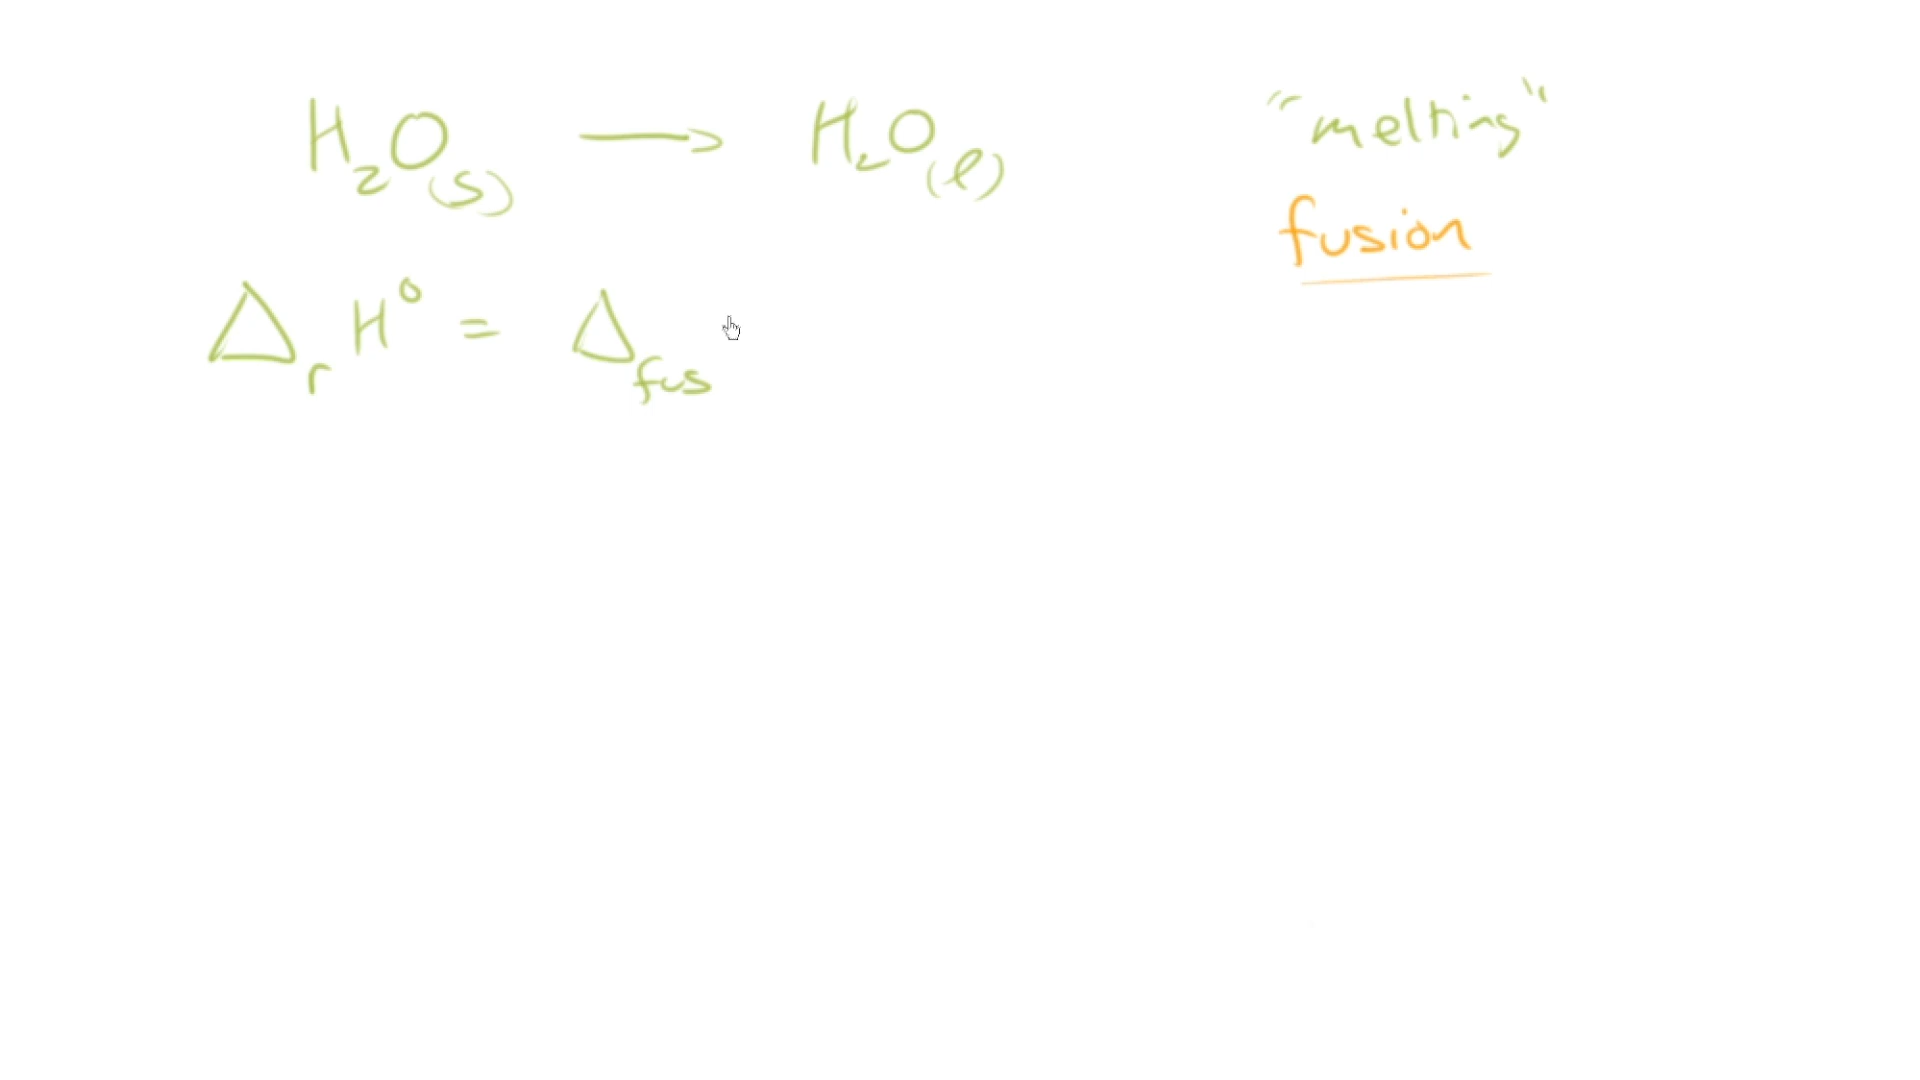 H₂O(s) → H₂O(l)
"melting"
fusion
ΔᵣH° = Δfus